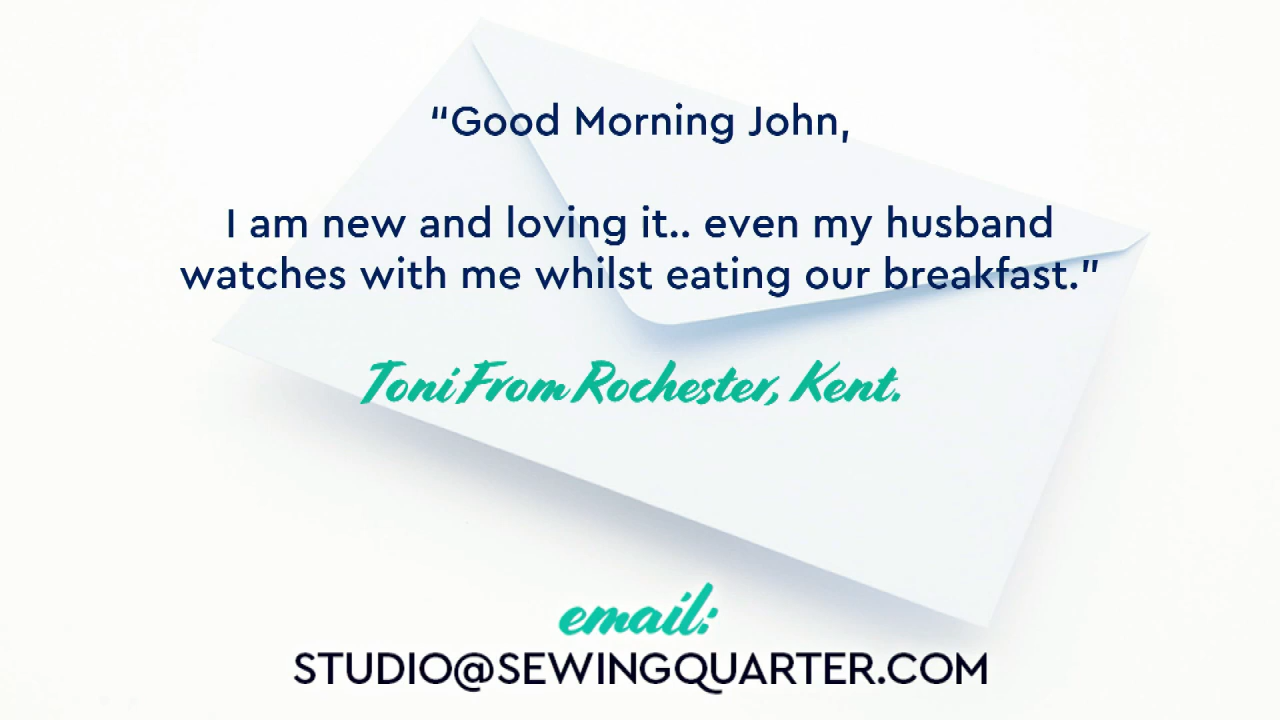 “Good Morning John,
I am new and loving it.. even my husband
watches with me whilst eating our breakfast.”
Toni From Rochester, Kent.
email:
STUDIO@SEWINGQUARTER.COM